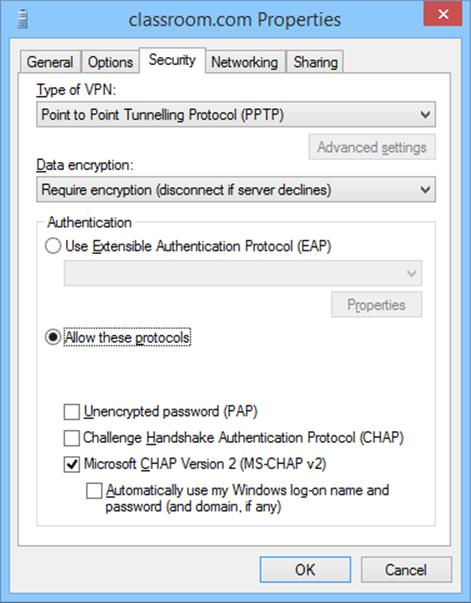 classroom.com Properties
General Options Security Networking Sharing
Type of VPN:
Point to Point Tunnelling Protocol (PPTP)
Advanced settings
Data encryption:
Require encryption (disconnect if server declines)
Authentication
Use Extensible Authentication Protocol (EAP)
Properties
Allow these protocols
Unencrypted password (PAP)
Challenge Handshake Authentication Protocol (CHAP)
Microsoft CHAP Version 2 (MS-CHAP v2)
Automatically use my Windows log-on name and
password (and domain, if any)
OK Cancel